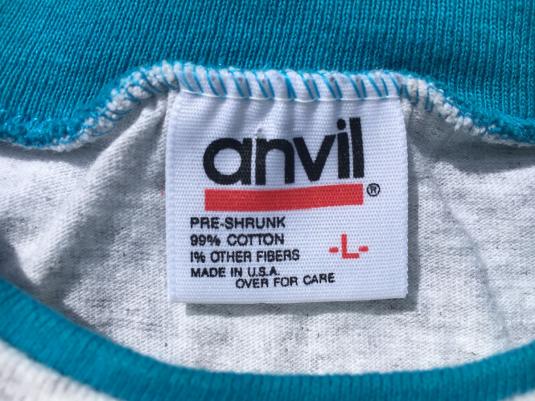 anvil
®
PRE-SHRUNK
99% COTTON
1% OTHER FIBERS
-L-
MADE IN U.S.A.
OVER FOR CARE